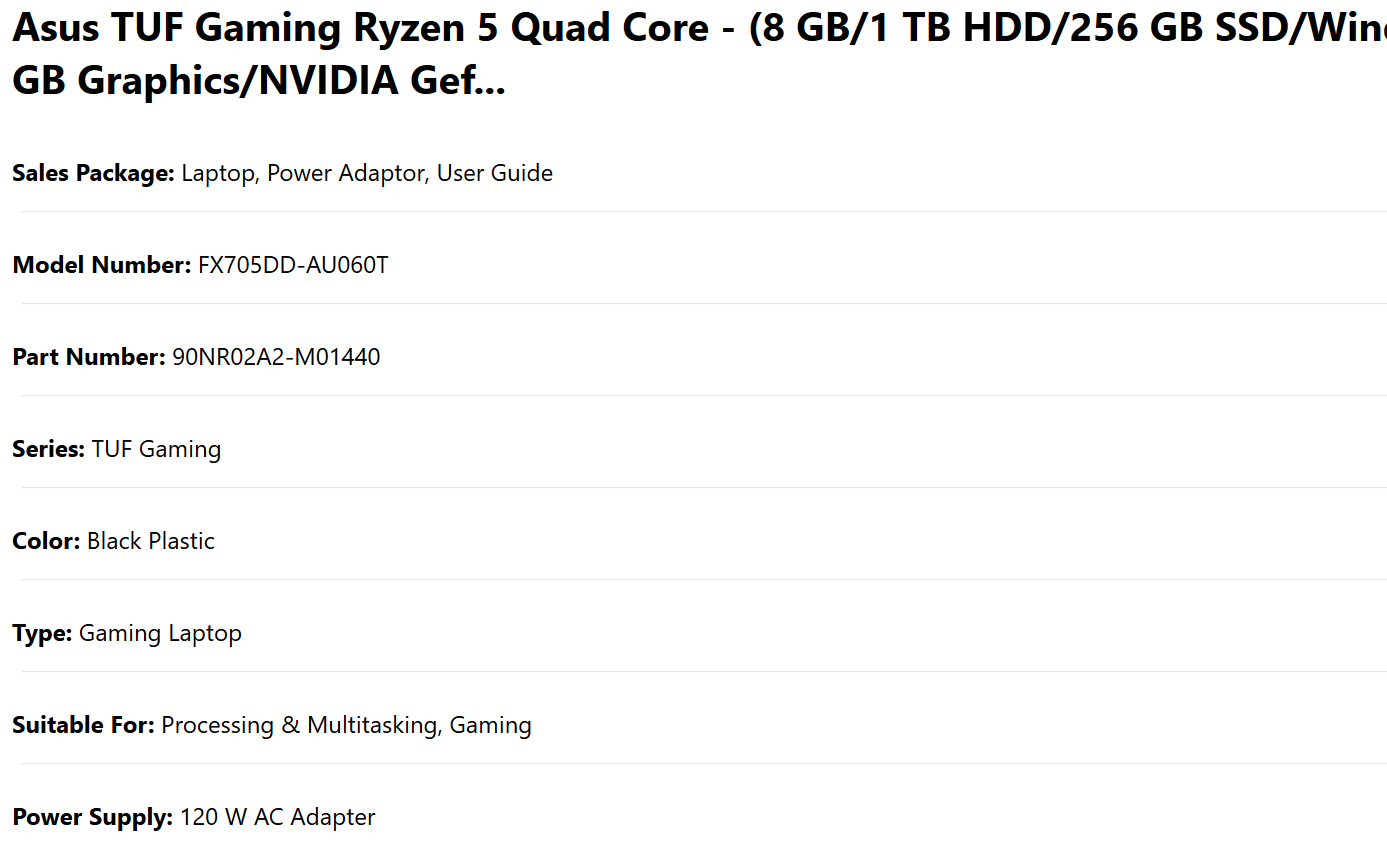 Asus TUF Gaming Ryzen 5 Quad Core - (8 GB/1 TB HDD/256 GB SSD/
GB Graphics/NVIDIA Gef...
Sales Package: Laptop, Power Adaptor, User Guide
Model Number: FX705DD-AU060T
Part Number: 90NR02A2-M01440
Series: TUF Gaming
Color: Black Plastic
Type: Gaming Laptop
Suitable For: Processing & Multitasking, Gaming
Power Supply: 120 W AC Adapter